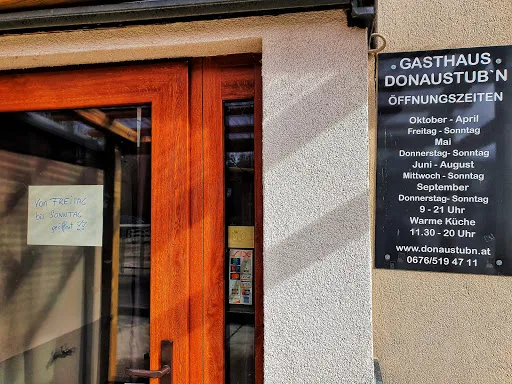 Von FREITAG
bis SONNTAG
geöffnet
GASTHAUS
DONAUSTUB`N
ÖFFNUNGSZEITEN
Oktober - April
Freitag - Sonntag
Mai
Donnerstag- Sonntag
Juni - August
Mittwoch - Sonntag
September
Donnerstag- Sonntag
9 - 21 Uhr
Warme Küche
11.30 - 20 Uhr
www.donaustubn.at
0676/519 47 11